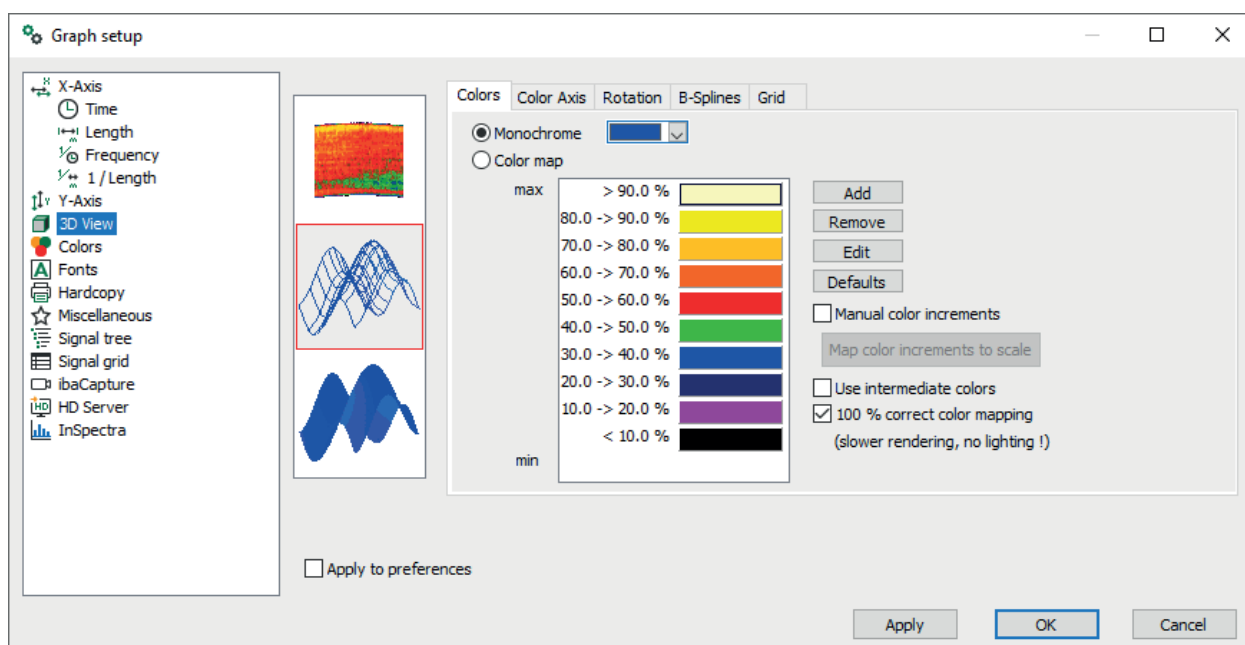 Graph setup
X-Axis
Time
Length
Frequency
1 / Length
Y-Axis
3D View
Colors
Fonts
Hardcopy
Miscellaneous
Signal tree
Signal grid
ibaCapture
HD Server
InSpectra
Colors Color Axis Rotation B-Splines Grid
Monochrome
Color map
max
> 90.0 %
80.0 -> 90.0 %
70.0 -> 80.0 %
60.0 -> 70.0 %
50.0 -> 60.0 %
40.0 -> 50.0 %
30.0 -> 40.0 %
20.0 -> 30.0 %
10.0 -> 20.0 %
< 10.0 %
min
Add
Remove
Edit
Defaults
Manual color increments
Map color increments to scale
Use intermediate colors
100 % correct color mapping
(slower rendering, no lighting !)
Apply to preferences
Apply OK Cancel